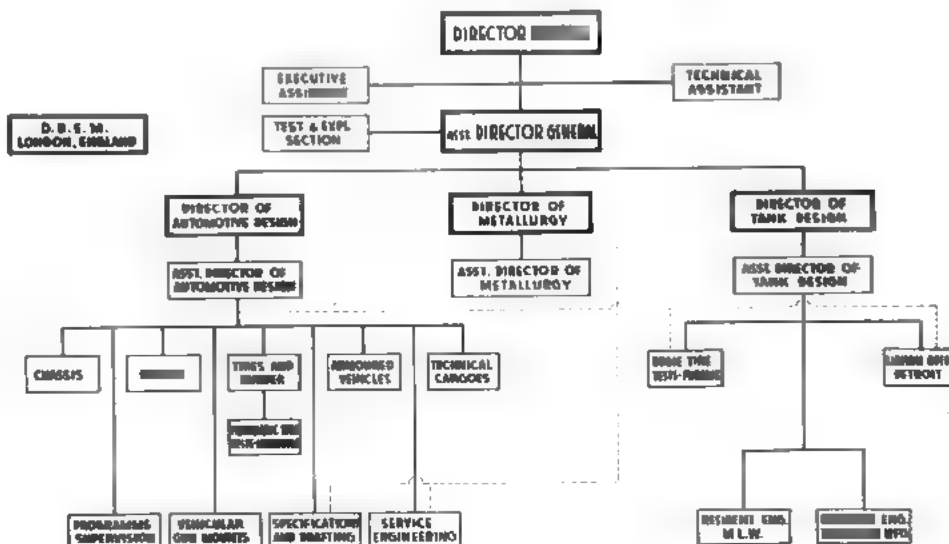 DIRECTOR
EXECUTIVE
TECHNICAL
ASSISTANT
D. B. E. M.
LONDON, ENGLAND
TEST & EXPL.
SECTION
ASST. DIRECTOR GENERAL
DIRECTOR OF
AUTOMOTIVE DESIGN
DIRECTOR OF
METALLURGY
DIRECTOR OF
TANK DESIGN
ASST. DIRECTOR OF
AUTOMOTIVE DESIGN
ASST. DIRECTOR OF
METALLURGY
ASST. DIRECTOR OF
TANK DESIGN
CHASSIS
TIRES AND
ARMOURED
VEHICLES
TECHNICAL
CARGOES
DETROIT
PROGRAMME
SUPERVISION
VEHICULAR
GUN MOUNTS
SPECIFICATIONS
AND DRAFTING
SERVICE
ENGINEERING
RESIDENT ENG.
M.L.W.
ENG.